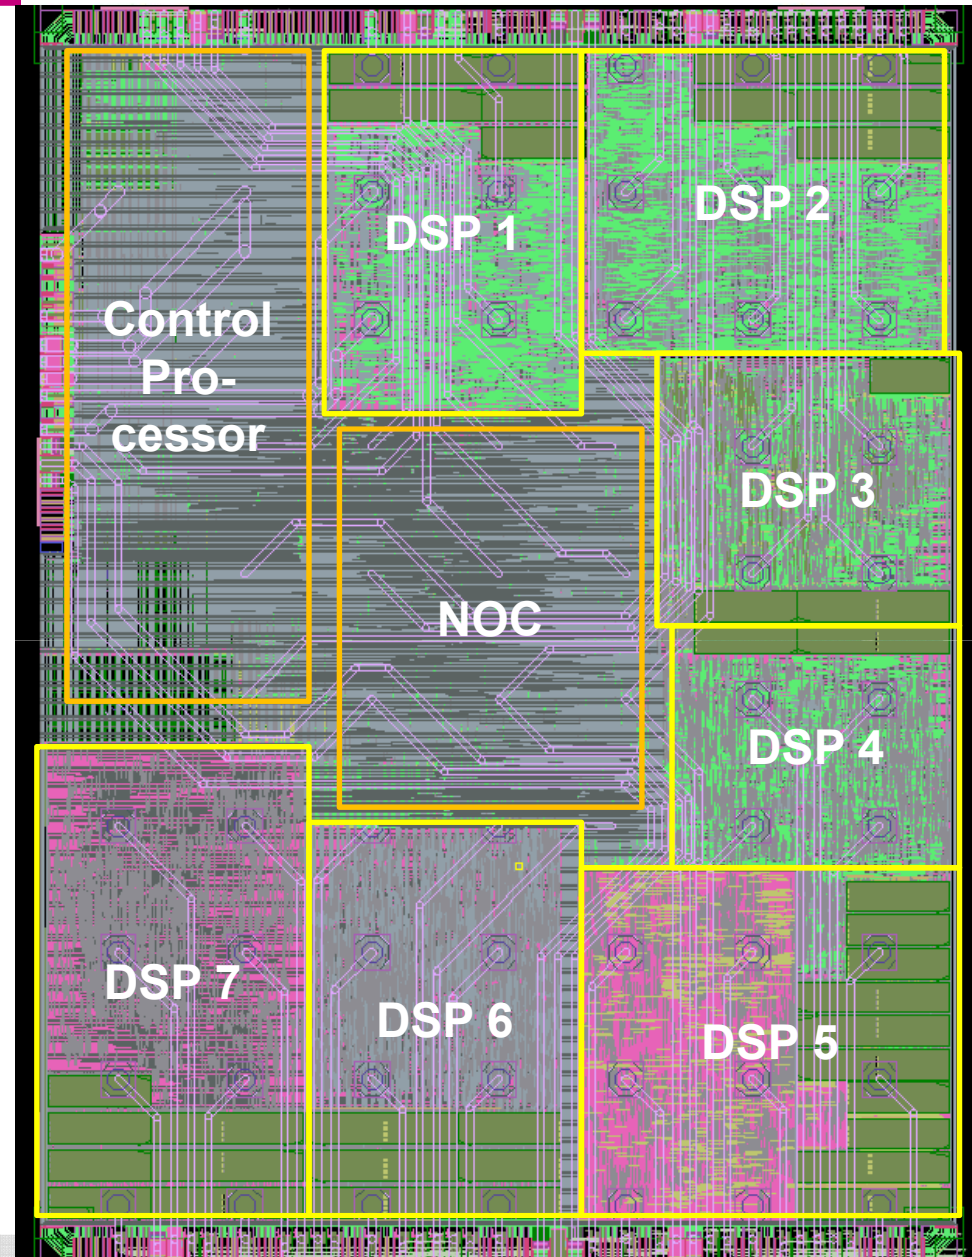 DSP 1
DSP 2
Control
Pro-
cessor
DSP 3
NOC
DSP 4
DSP 7
DSP 6
DSP 5